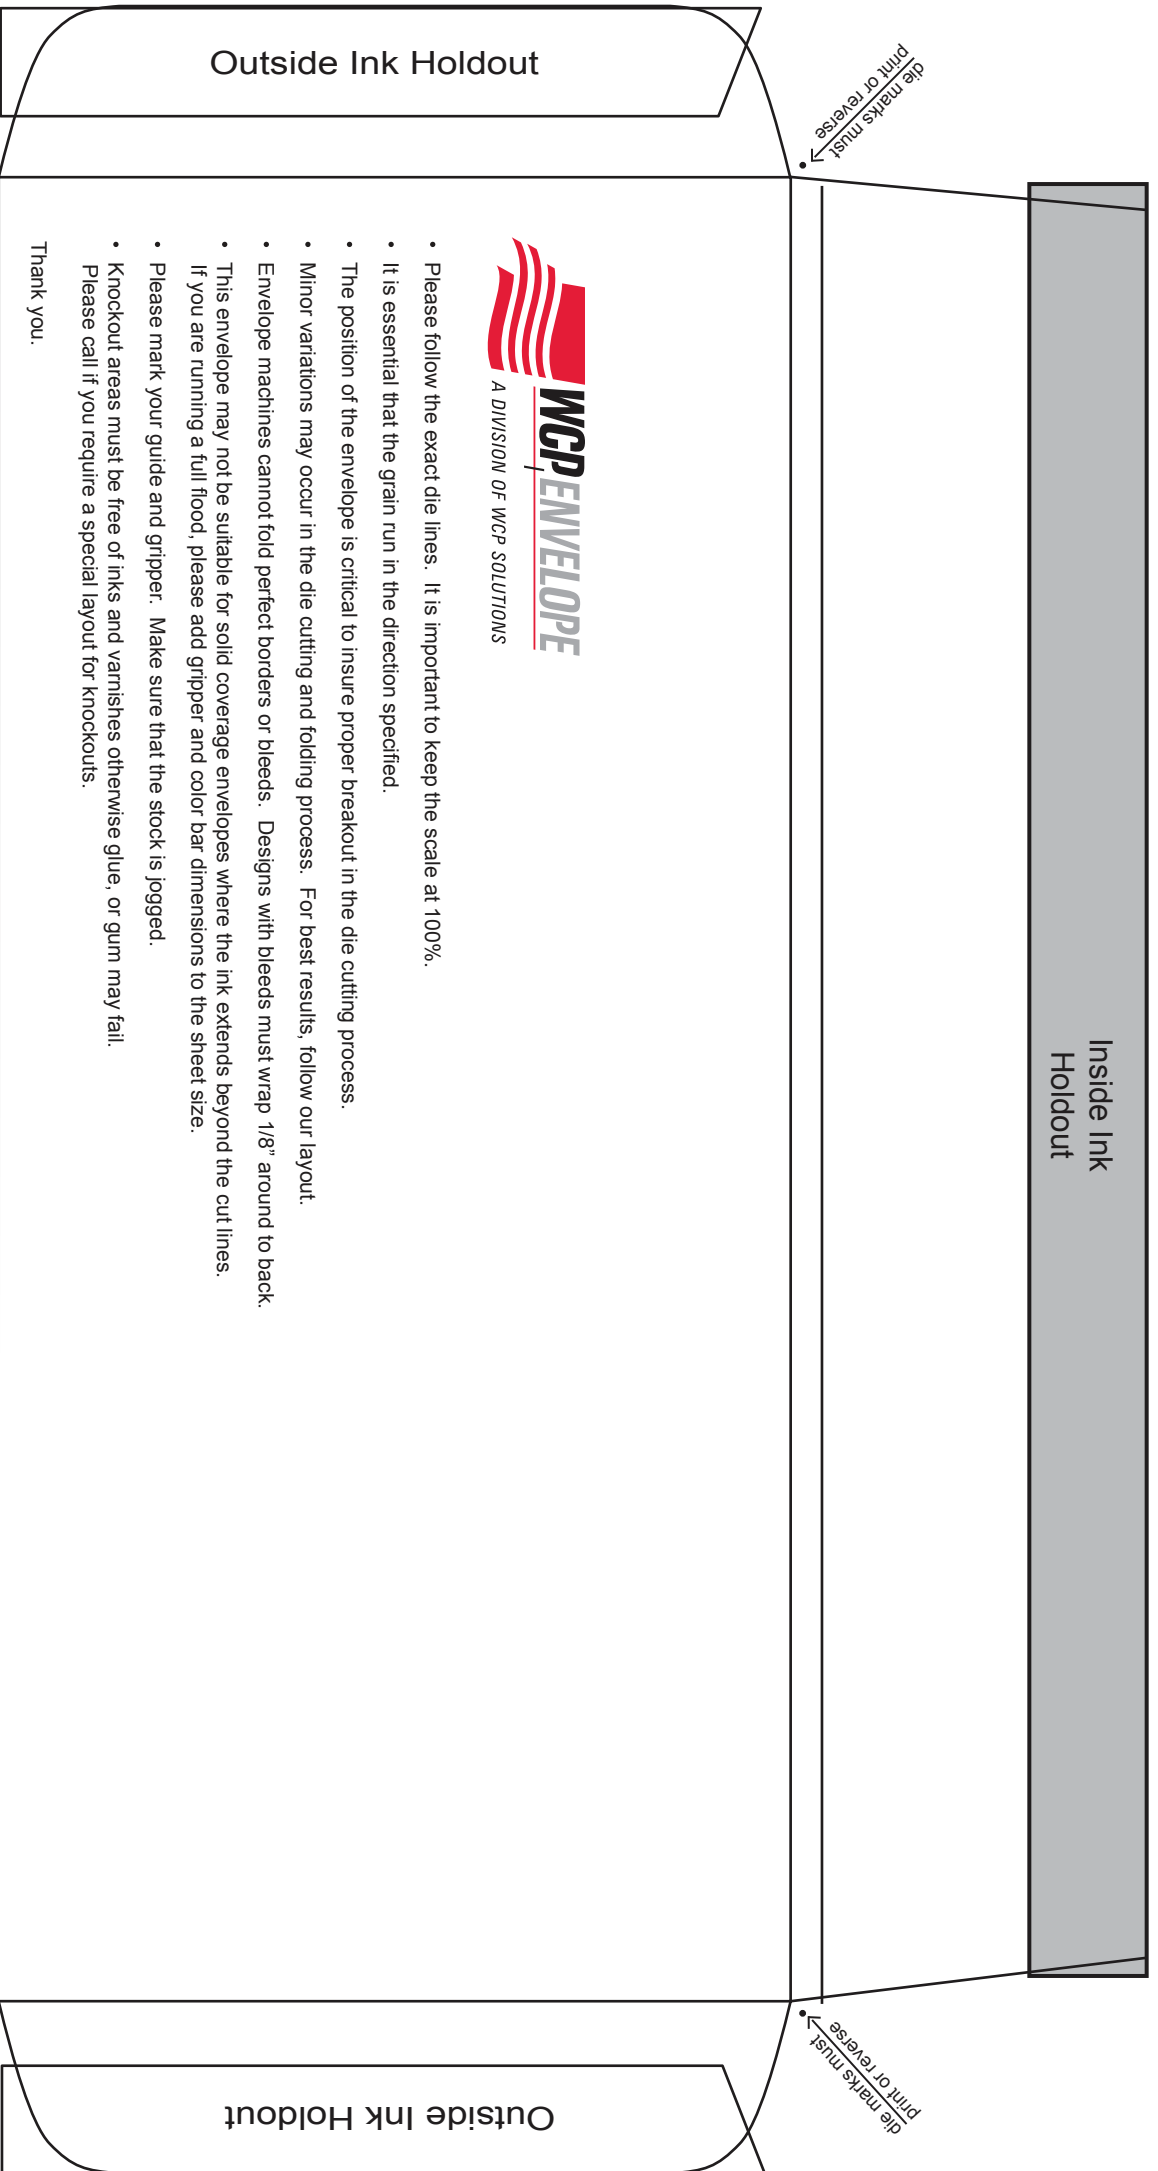 Outside Ink Holdout
die marks must
print or reverse
Inside Ink
Holdout
WCP ENVELOPE
A DIVISION OF WCP SOLUTIONS
• Please follow the exact die lines.  It is important to keep the scale at 100%.
• It is essential that the grain run in the direction specified.
• The position of the envelope is critical to insure proper breakout in the die cutting process.
• Minor variations may occur in the die cutting and folding process.  For best results, follow our layout.
• Envelope machines cannot fold perfect borders or bleeds.  Designs with bleeds must wrap 1/8” around to back.
• This envelope may not be suitable for solid coverage envelopes where the ink extends beyond the cut lines.
If you are running a full flood, please add gripper and color bar dimensions to the sheet size.
• Please mark your guide and gripper.  Make sure that the stock is jogged.
• Knockout areas must be free of inks and varnishes otherwise glue, or gum may fail.
Please call if you require a special layout for knockouts.
Thank you.
die marks must
print or reverse
Outside Ink Holdout